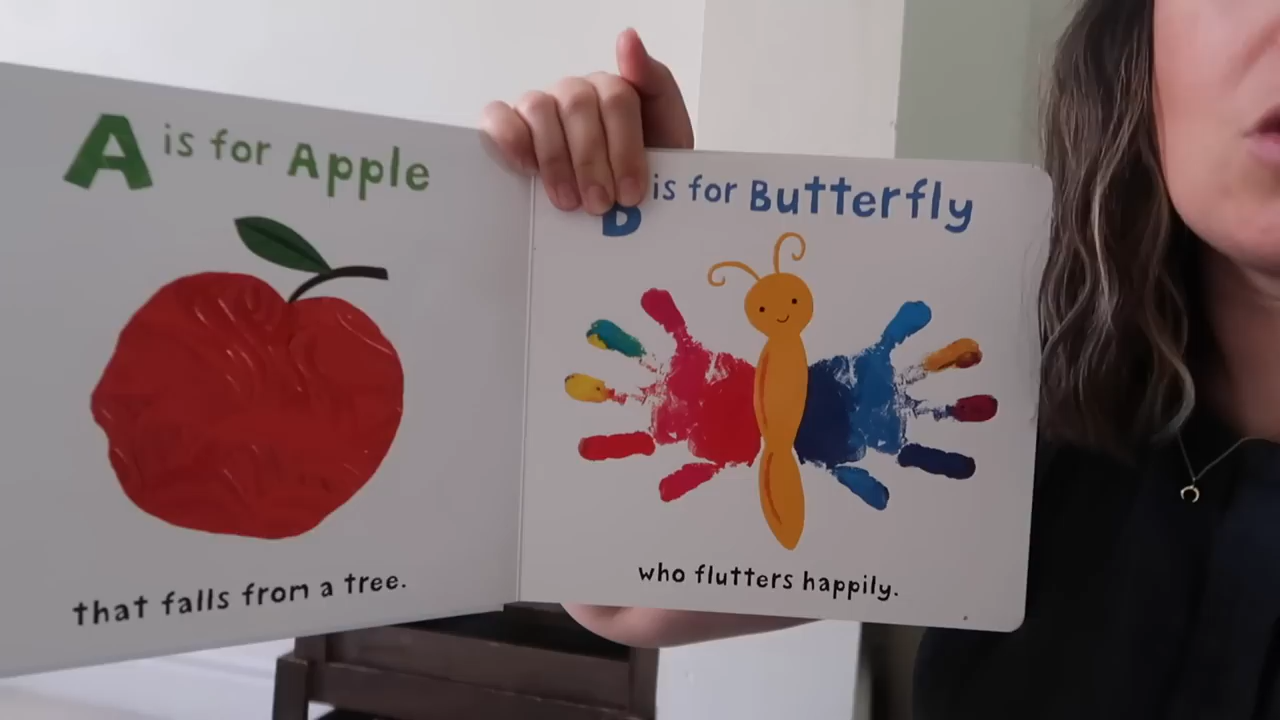 A is for Apple
that falls from a tree.
B is for Butterfly
who flutters happily.